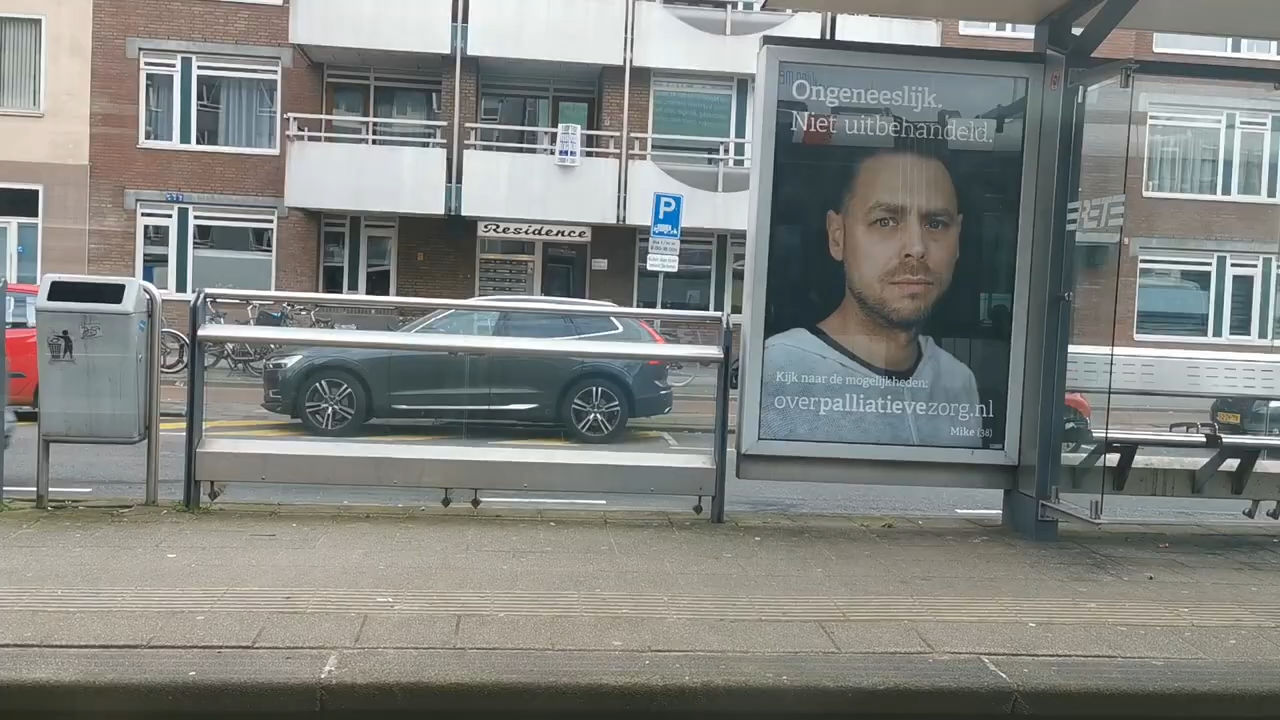 Ongeneeslijk.
Niet uitbehandeld.
Residence
P
Kijk naar de mogelijkheden:
overpalliatievezorg.nl
Mike (38)